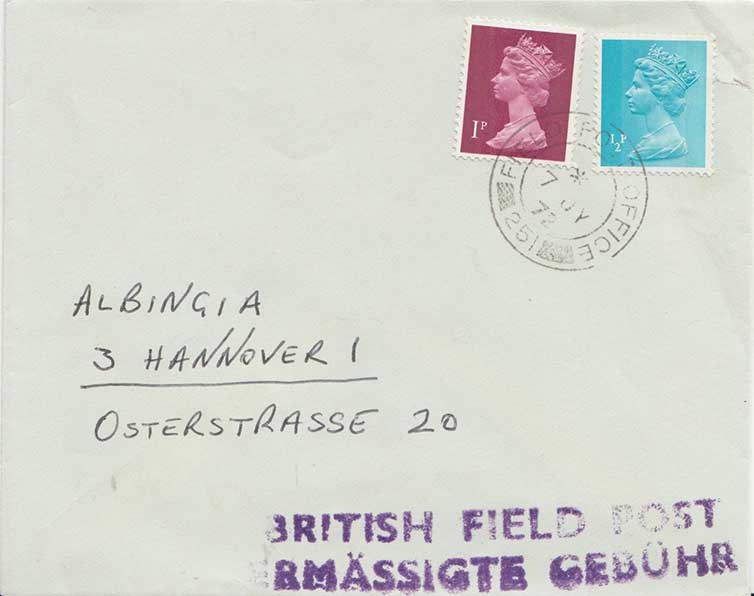 1P
½P
FIELD POST OFFICE
*
7 JY
72
251
ALBINGIA
3 HANNOVER 1
OSTERSTRASSE 20
BRITISH FIELD POST
RMÄSSIGTE GEBÜHR